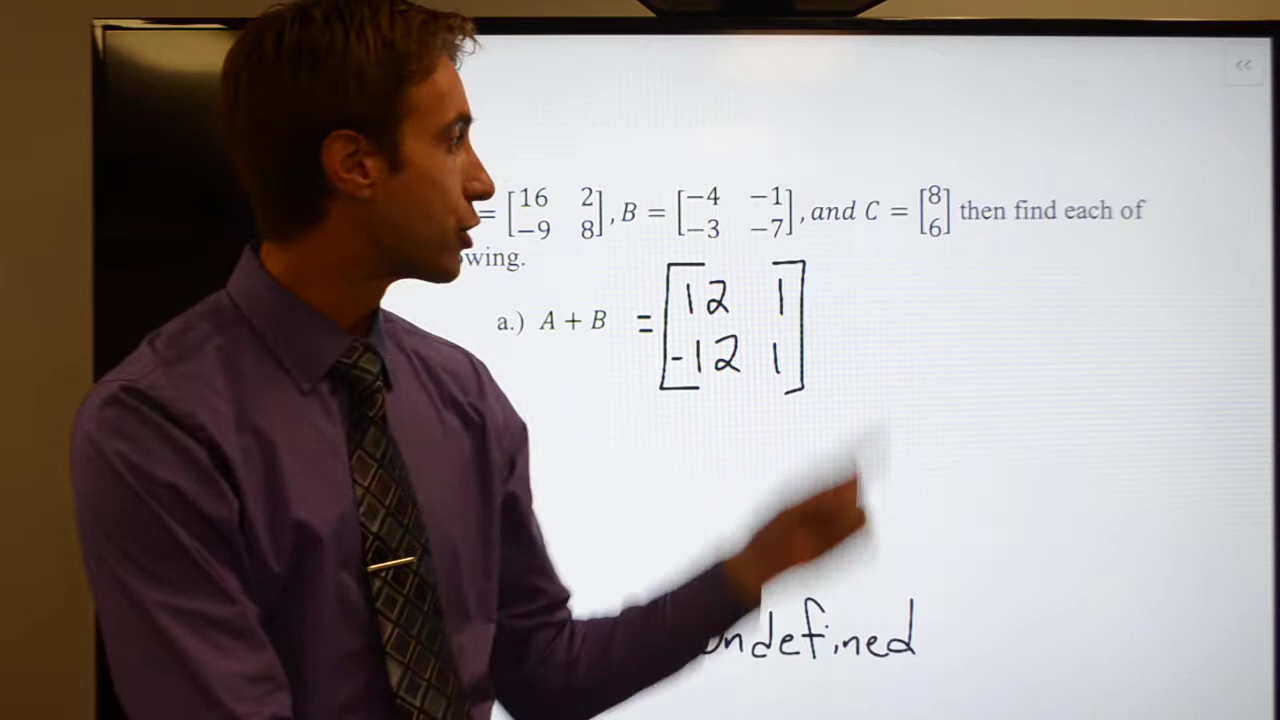 = [16 2 −9 8], B = [−4 −1 −3 −7], and C = [8 6] then find each of
wing.
a.) A + B = [12 1 -12 1]
undefined